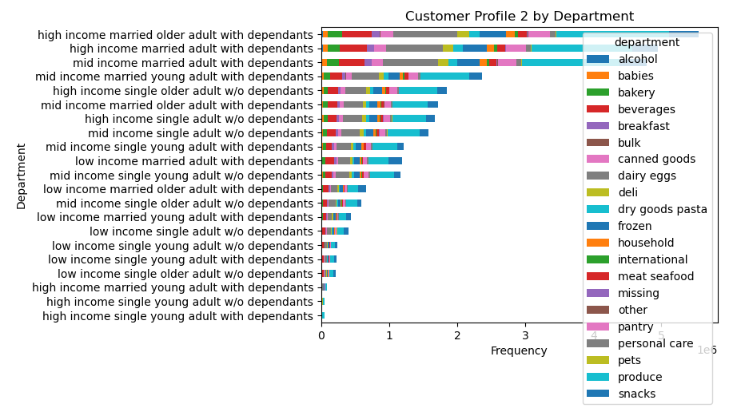 Customer Profile 2 by Department
high income married older adult with dependants
high income married adult with dependants
mid income married adult with dependants
mid income married young adult with dependants
high income single older adult w/o dependants
mid income married older adult with dependants
high income single adult w/o dependants
mid income single adult w/o dependants
mid income single young adult with dependants
low income married adult with dependants
mid income single young adult w/o dependants
low income married older adult with dependants
mid income single older adult w/o dependants
low income married young adult with dependants
low income single adult w/o dependants
low income single young adult w/o dependants
low income single young adult with dependants
low income single older adult w/o dependants
high income married young adult with dependants
high income single young adult w/o dependants
high income single young adult with dependants
Department
0 1 2 3 4 5 6
1e6
Frequency
department
alcohol
babies
bakery
beverages
breakfast
bulk
canned goods
dairy eggs
deli
dry goods pasta
frozen
household
international
meat seafood
missing
other
pantry
personal care
pets
produce
snacks